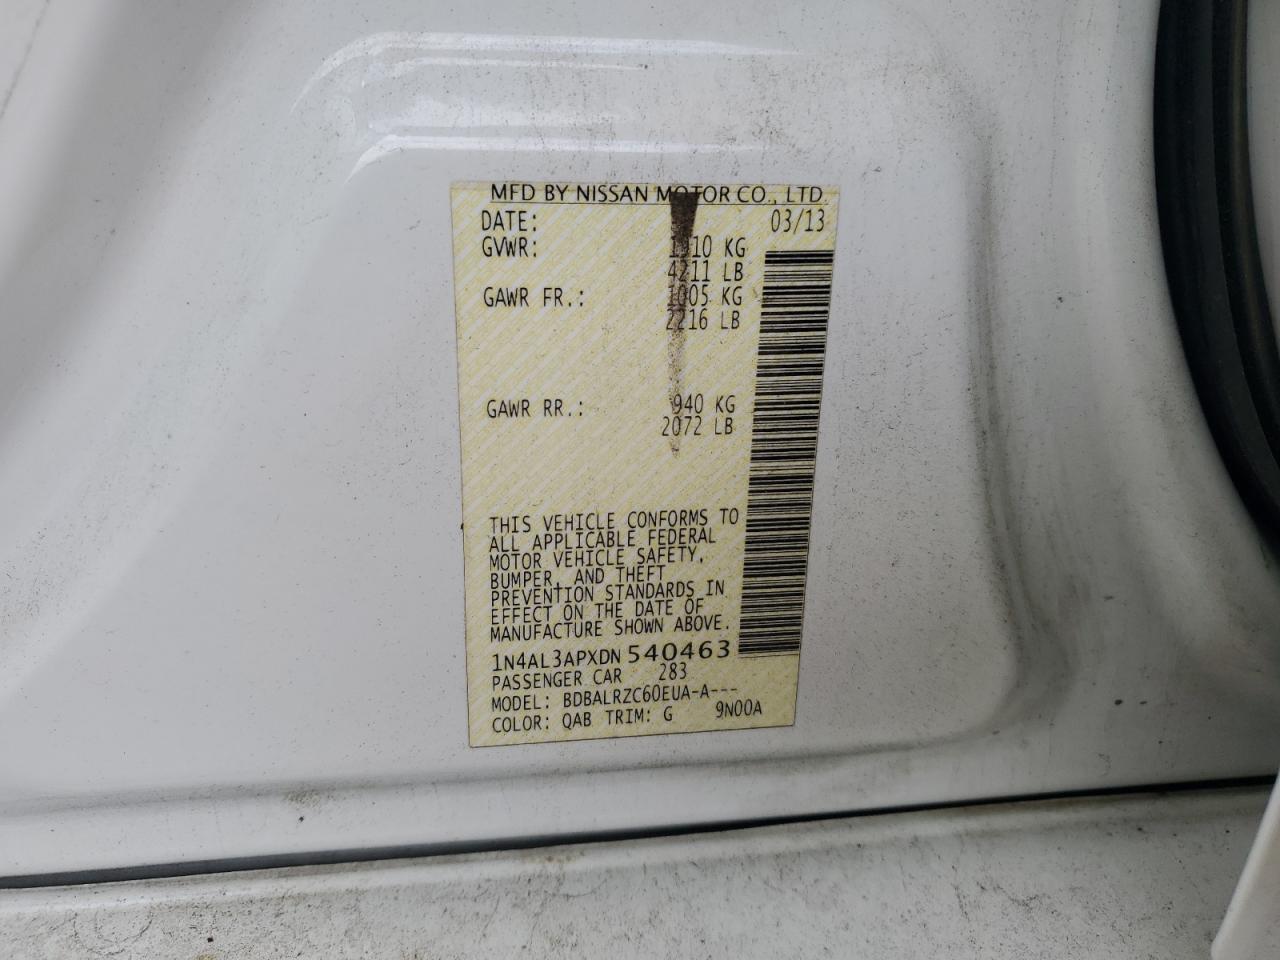 MFD BY NISSAN MOTOR CO., LTD.
DATE: 03/13
GVWR: KG
4211 LB
GAWR FR.: 1005 KG
2216 LB
GAWR RR.: 940 KG
2072 LB
THIS VEHICLE CONFORMS TO
ALL APPLICABLE FEDERAL
MOTOR VEHICLE SAFETY,
BUMPER, AND THEFT
PREVENTION STANDARDS IN
EFFECT ON THE DATE OF
MANUFACTURE SHOWN ABOVE.
1N4AL3APXDN540463
PASSENGER CAR 283
MODEL: BDBALRZC60EUA-A---
COLOR: QAB TRIM: G 9N00A